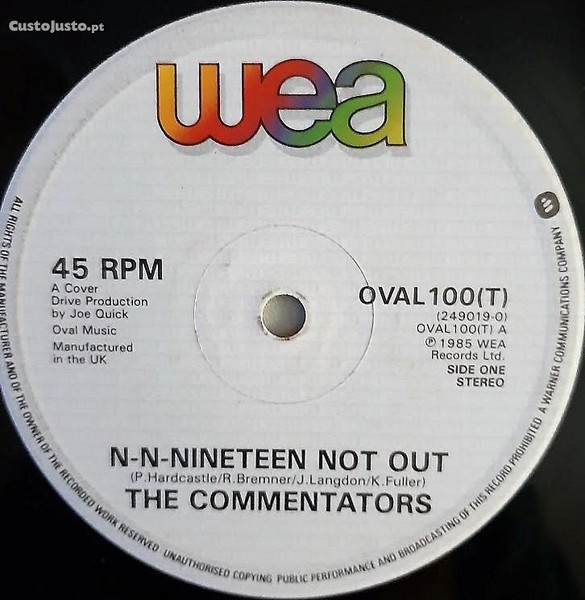 CustoJusto.pt
wea
45 RPM
A Cover
Drive Production
by Joe Quick
Oval Music
Manufactured
in the UK
OVAL 100(T)
(249019-0)
OVAL100(T) A
℗ 1985 WEA
Records Ltd.
SIDE ONE
STEREO
N-N-NINETEEN NOT OUT
(P.Hardcastle/R.Bremner/J.Langdon/K.Fuller)
THE COMMENTATORS
ALL RIGHTS OF THE MANUFACTURER AND OF THE OWNER OF THE RECORDED WORK RESERVED UNAUTHORISED COPYING PUBLIC PERFORMANCE AND BROADCASTING OF THIS RECORD PROHIBITED A WARNER COMMUNICATIONS COMPANY